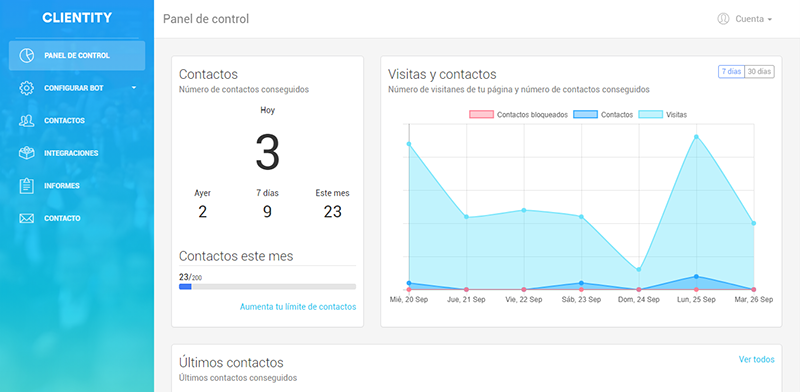 CLIENTITY
Panel de control
Cuenta
PANEL DE CONTROL
CONFIGURAR BOT
CONTACTOS
INTEGRACIONES
INFORMES
CONTACTO
Contactos
Número de contactos conseguidos
Hoy
3
Ayer 7 días Este mes
2 9 23
Contactos este mes
23/200
Aumenta tu límite de contactos
Visitas y contactos
7 días 30 dias
Número de visitanes de tu página y número de contactos conseguidos
Contactos bloqueados Contactos Visitas
Mié, 20 Sep Jue, 21 Sep Vie, 22 Sep Sáb, 23 Sep Dom, 24 Sep Lun, 25 Sep Mar, 26 Sep
Últimos contactos
Ver todos
Últimos contactos conseguidos